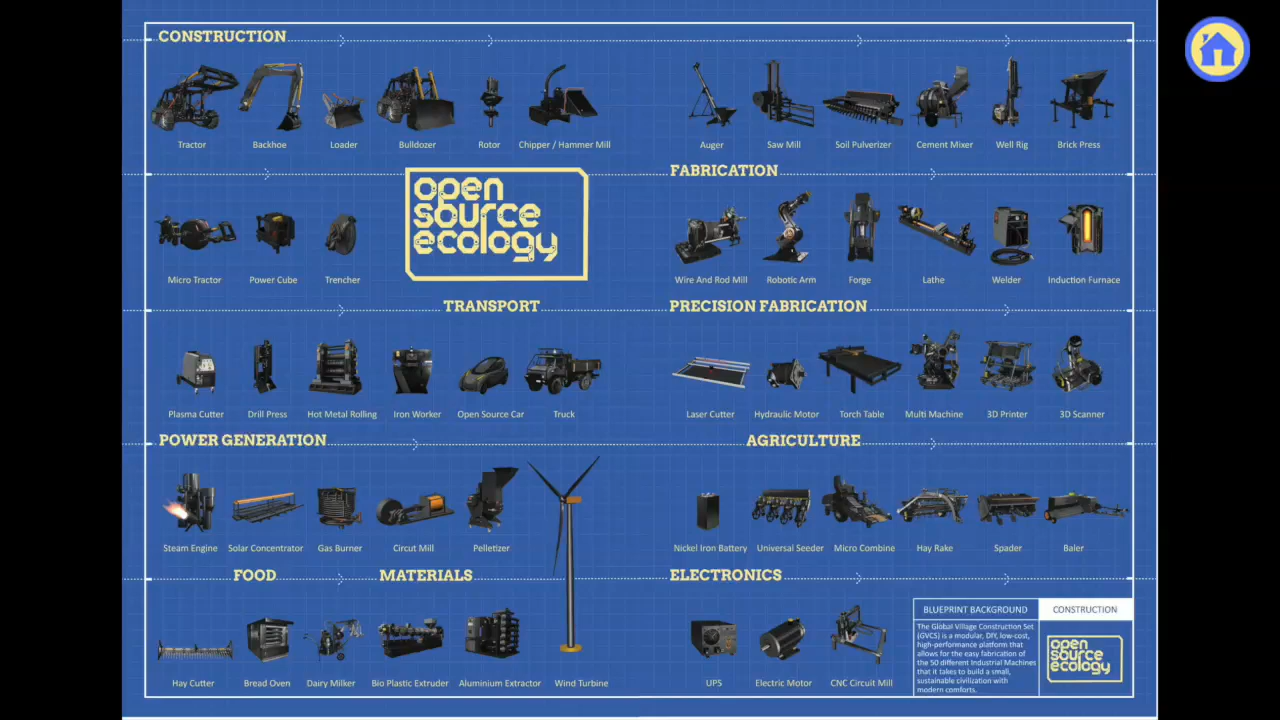 CONSTRUCTION
Tractor Backhoe Loader Bulldozer Rotor Chipper / Hammer Mill Auger Saw Mill Soil Pulverizer Cement Mixer Well Rig Brick Press
open
source
ecology
FABRICATION
Micro Tractor Power Cube Trencher Wire And Rod Mill Robotic Arm Forge Lathe Welder Induction Furnace
TRANSPORT PRECISION FABRICATION
Plasma Cutter Drill Press Hot Metal Rolling Iron Worker Open Source Car Truck Laser Cutter Hydraulic Motor Torch Table Multi Machine 3D Printer 3D Scanner
POWER GENERATION AGRICULTURE
Steam Engine Solar Concentrator Gas Burner Circut Mill Pelletizer Nickel Iron Battery Universal Seeder Micro Combine Hay Rake Spader Baler
FOOD MATERIALS ELECTRONICS
Hay Cutter Bread Oven Dairy Milker Bio Plastic Extruder Aluminium Extractor Wind Turbine UPS Electric Motor CNC Circuit Mill
BLUEPRINT BACKGROUND CONSTRUCTION
The Global Village Construction Set
(GVCS) is a modular, DIY, low-cost,
high-performance platform that
allows for the easy fabrication of
the 50 different Industrial Machines
that it takes to build a small,
sustainable civilization with
modern comforts.
open
source
ecology